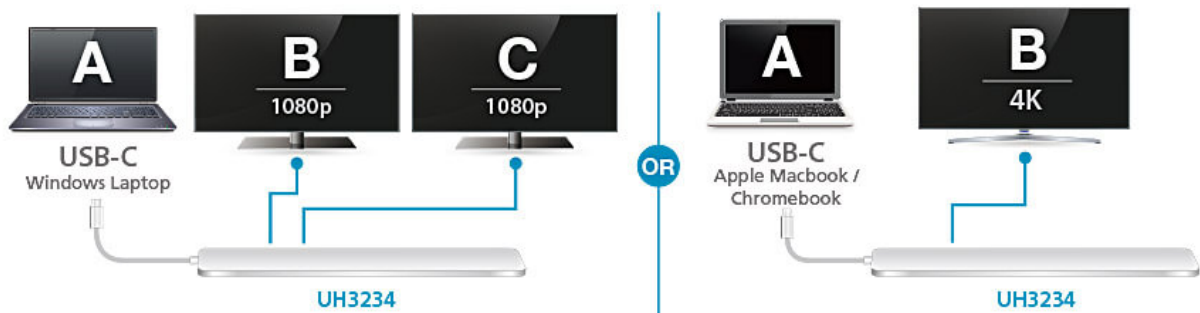 A
B
1080p
C
1080p
USB-C
Windows Laptop
UH3234
OR
A
B
4K
USB-C
Apple Macbook /
Chromebook
UH3234